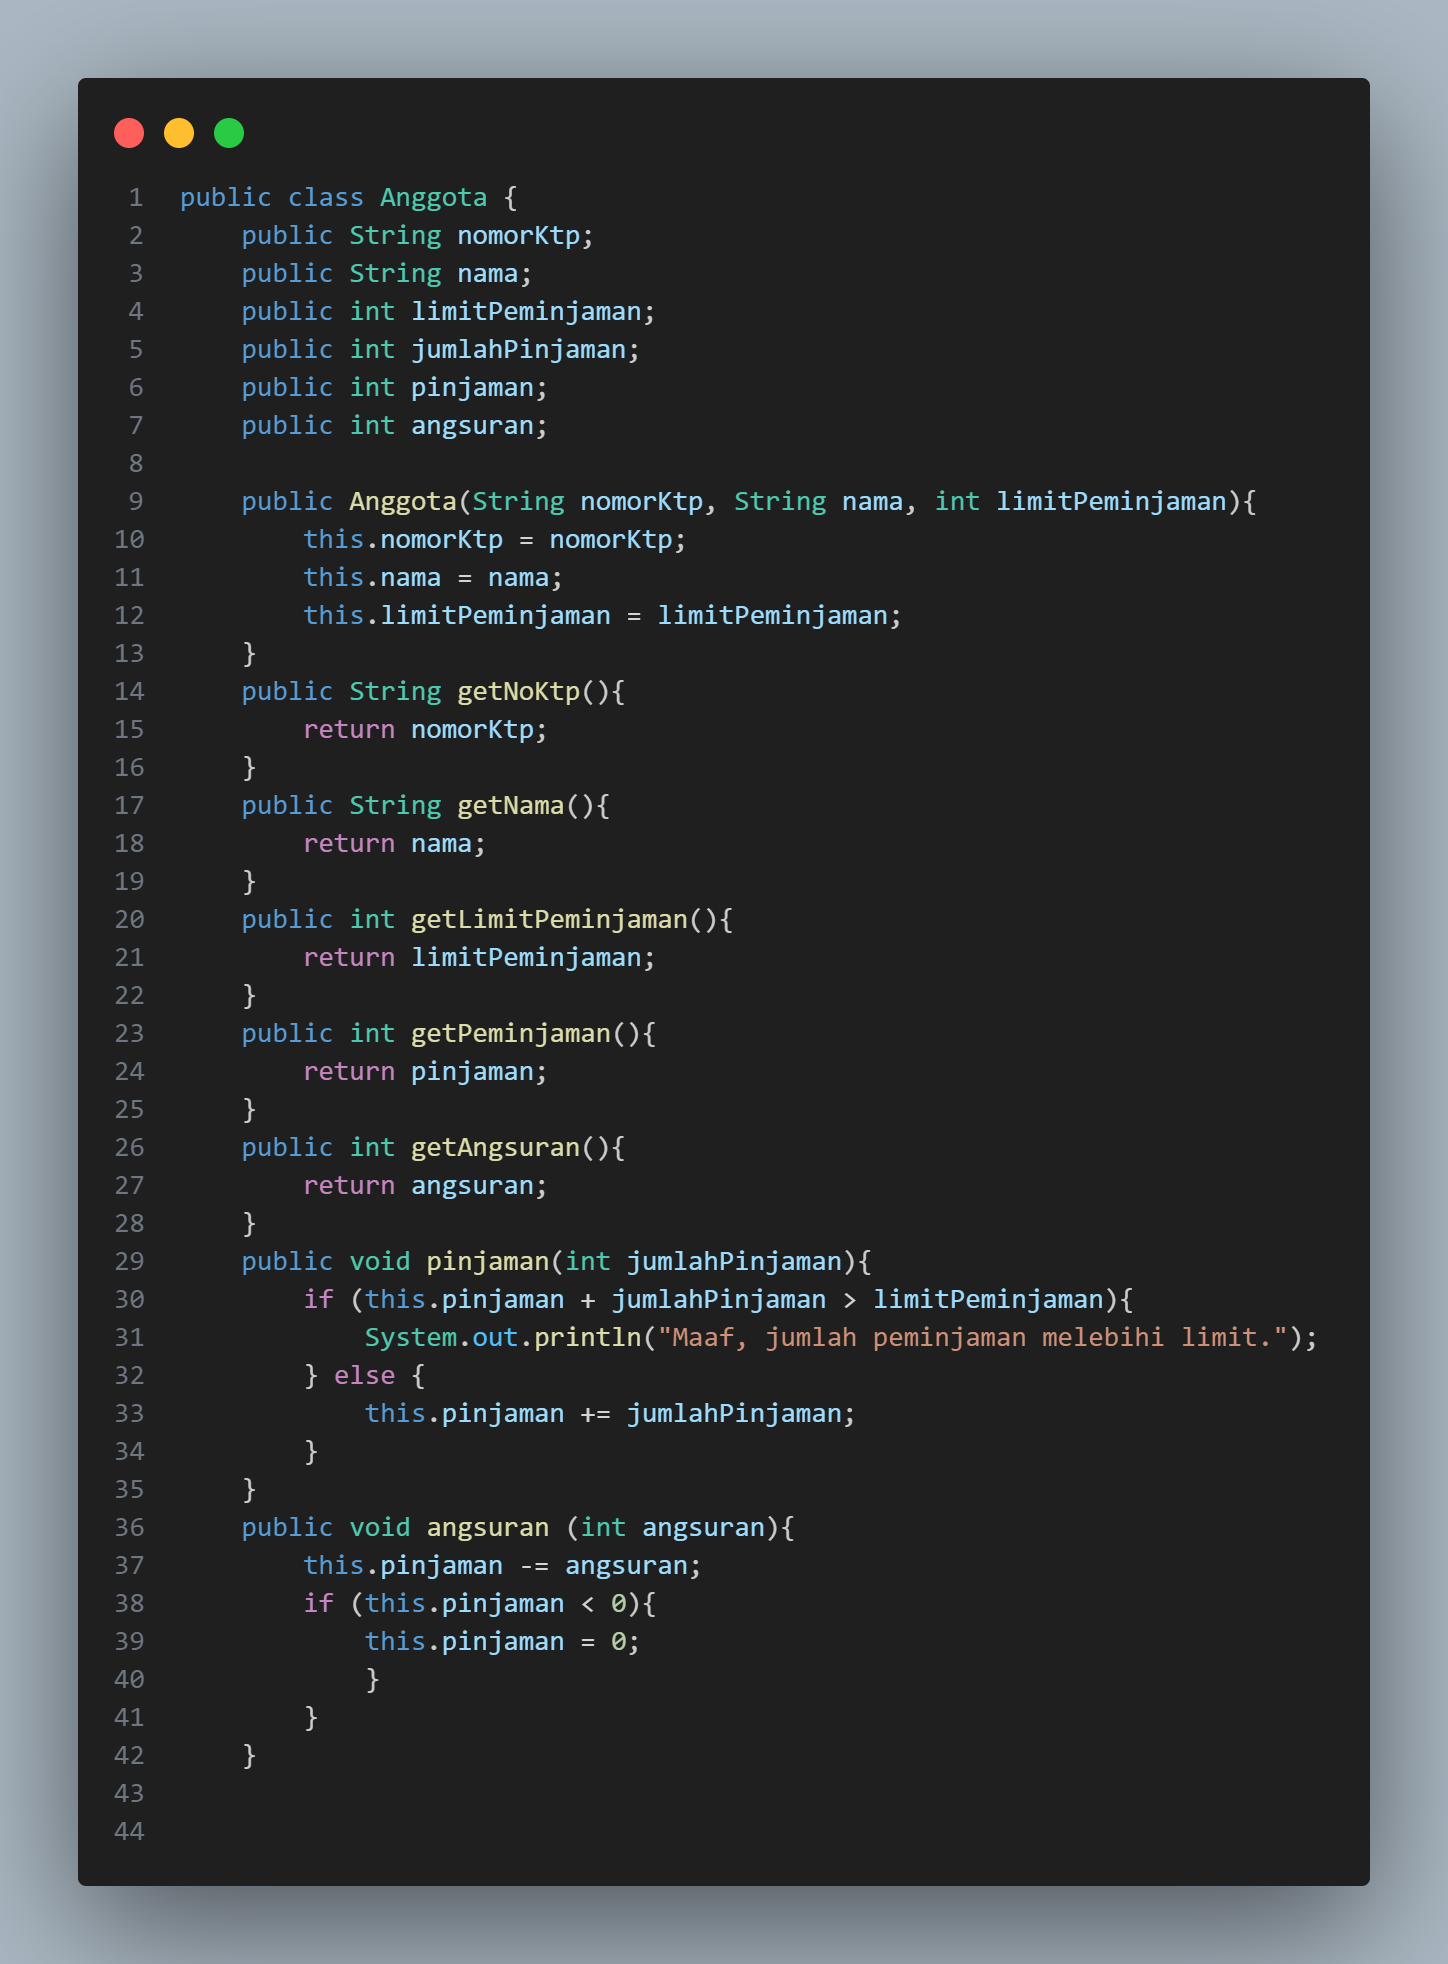 1 public class Anggota {
2     public String nomorKtp;
3     public String nama;
4     public int limitPeminjaman;
5     public int jumlahPinjaman;
6     public int pinjaman;
7     public int angsuran;
8
9     public Anggota(String nomorKtp, String nama, int limitPeminjaman){
10         this.nomorKtp = nomorKtp;
11         this.nama = nama;
12         this.limitPeminjaman = limitPeminjaman;
13     }
14     public String getNoKtp(){
15         return nomorKtp;
16     }
17     public String getNama(){
18         return nama;
19     }
20     public int getLimitPeminjaman(){
21         return limitPeminjaman;
22     }
23     public int getPeminjaman(){
24         return pinjaman;
25     }
26     public int getAngsuran(){
27         return angsuran;
28     }
29     public void pinjaman(int jumlahPinjaman){
30         if (this.pinjaman + jumlahPinjaman > limitPeminjaman){
31             System.out.println("Maaf, jumlah peminjaman melebihi limit.");
32         } else {
33             this.pinjaman += jumlahPinjaman;
34         }
35     }
36     public void angsuran (int angsuran){
37         this.pinjaman -= angsuran;
38         if (this.pinjaman < 0){
39             this.pinjaman = 0;
40             }
41         }
42     }
43
44